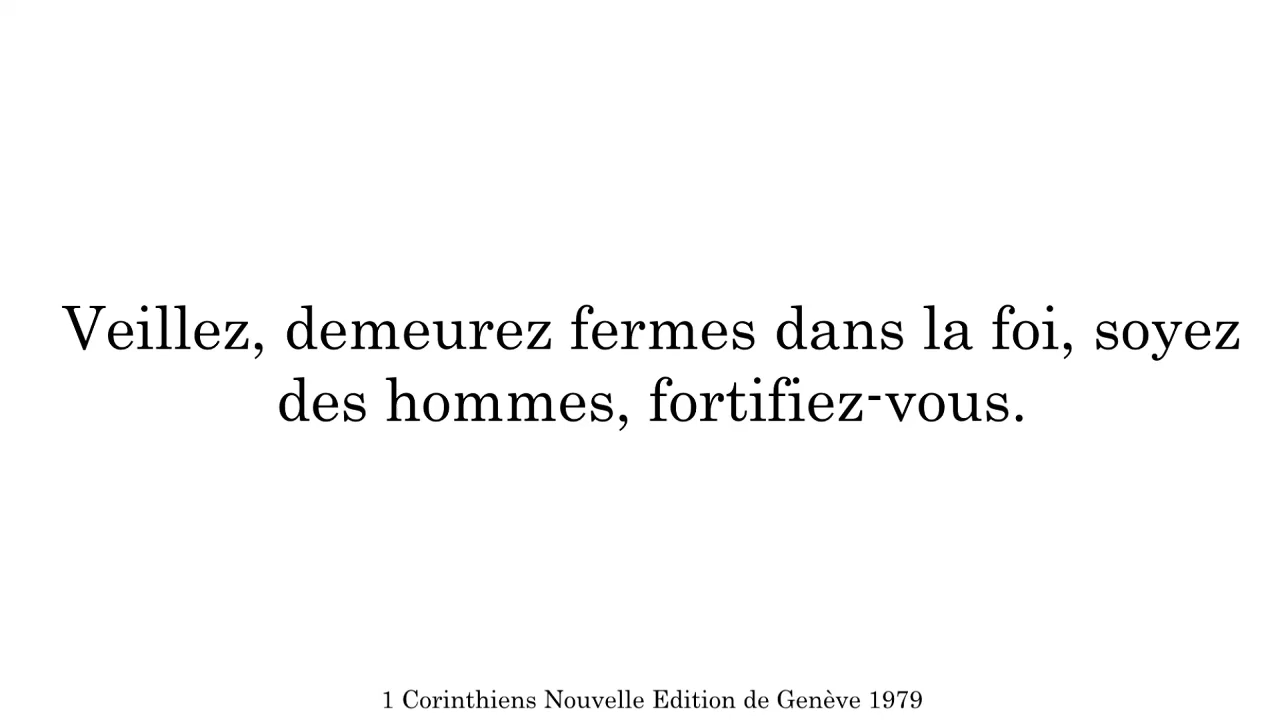 Veillez, demeurez fermes dans la foi, soyez
des hommes, fortifiez-vous.
1 Corinthiens Nouvelle Edition de Genève 1979